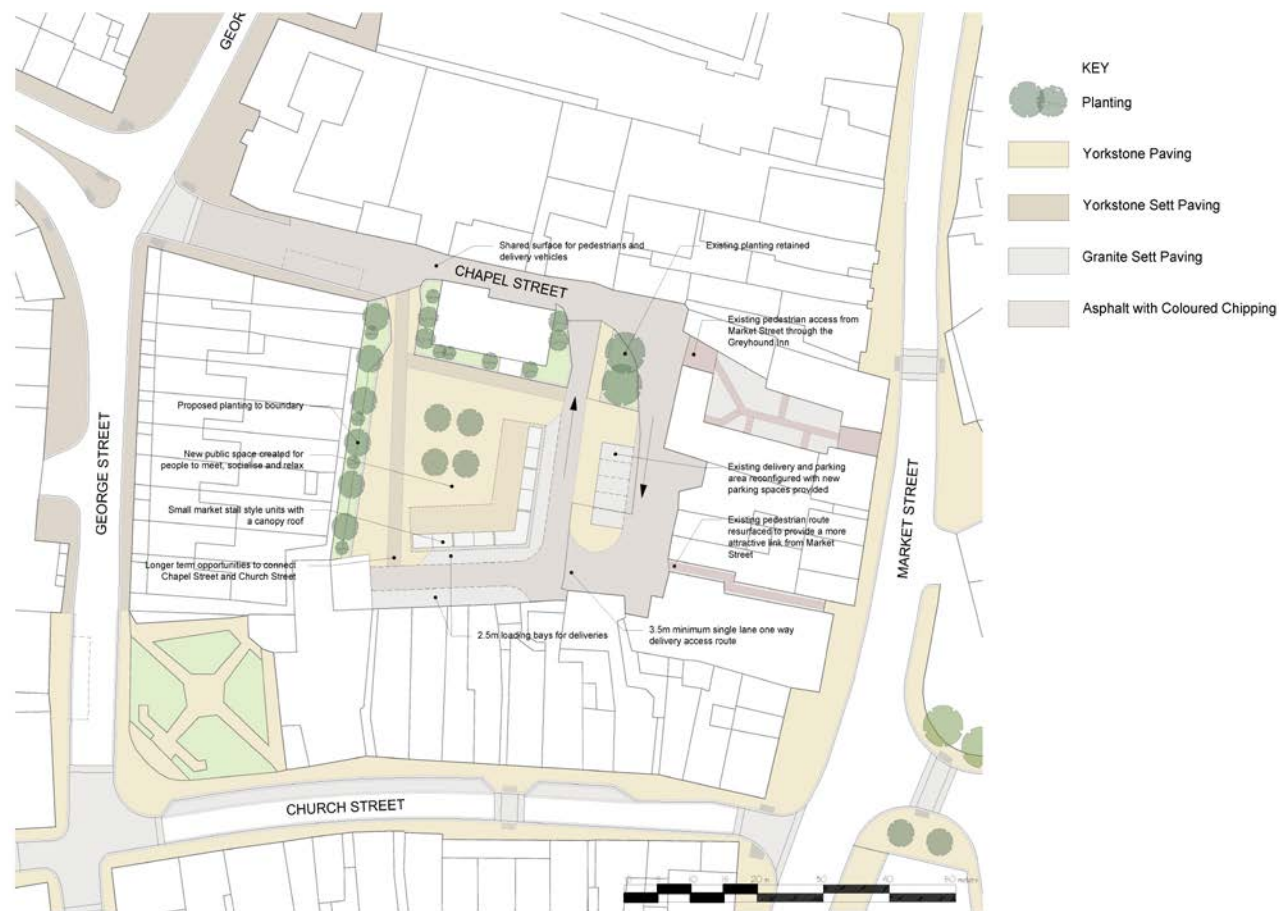 GEOR
KEY
Planting
Yorkstone Paving
Yorkstone Sett Paving
Granite Sett Paving
Asphalt with Coloured Chipping
Shared surface for pedestrians and
delivery vehicles
Existing planting retained
CHAPEL STREET
Existing pedestrian access from
Market Street through the
Greyhound Inn
Proposed planting to boundary
New public space created for
people to meet, socialise and relax
Small market stall style units with
a canopy roof
Longer term opportunities to connect
Chapel Street and Church Street
Existing delivery and parking
area reconfigured with new
parking spaces provided
Existing pedestrian route
resurfaced to provide a more
attractive link from Market
Street
2.5m loading bays for deliveries
3.5m minimum single lane one way
delivery access route
GEORGE STREET
MARKET STREET
CHURCH STREET
10
20 m
40